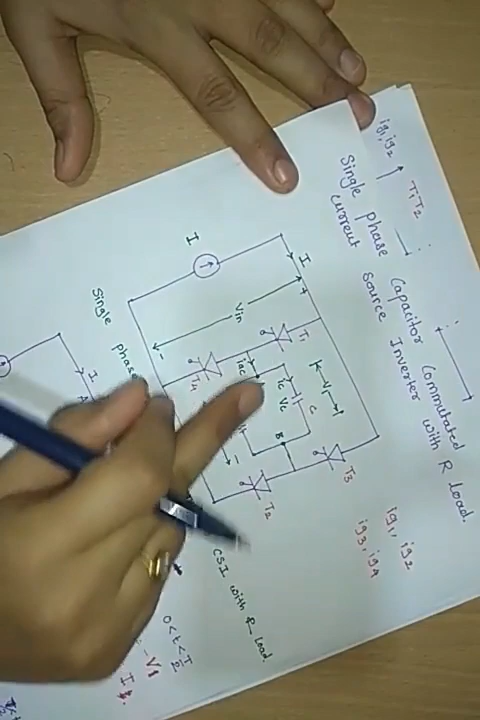 ig1, ig2
T1 T2
Single phase Capacitor Commutated
current Source Inverter with R Load.
ig1, ig2
ig3, ig4
I
I
+
Vin
-
T1
T4
T3
T2
V
C
ic
Vc
iac
B
I
Single phase
CSI with R Load.
0<t<T/2
-V1
I